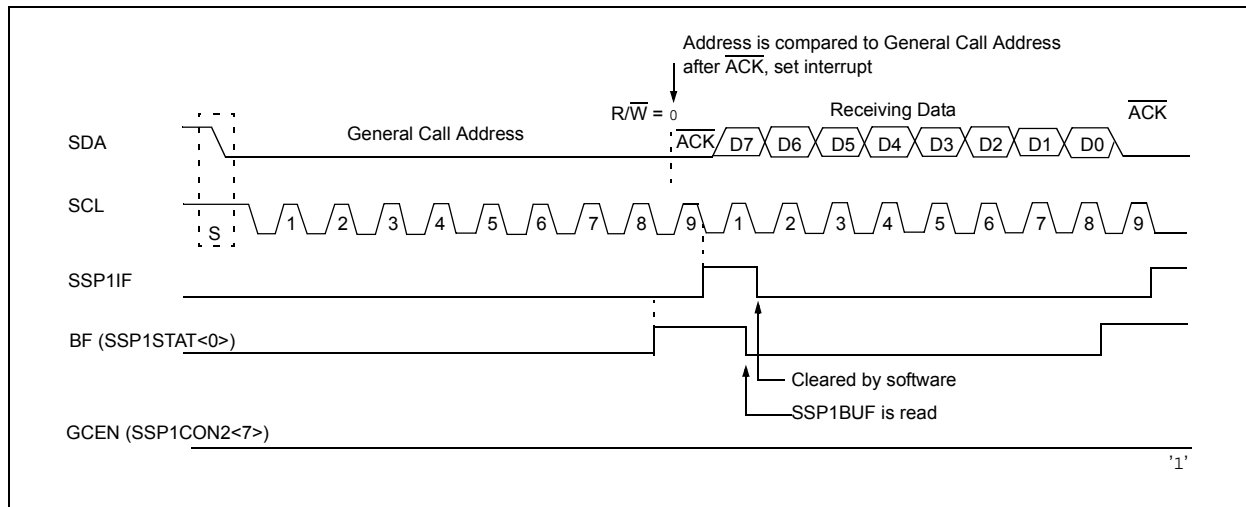 Address is compared to General Call Address
after ACK, set interrupt
R/W = 0
Receiving Data
ACK
General Call Address
SDA
ACK
D7 D6 D5 D4 D3 D2 D1 D0
SCL
S
1 2 3 4 5 6 7 8 9 1 2 3 4 5 6 7 8 9
SSP1IF
BF (SSP1STAT<0>)
Cleared by software
SSP1BUF is read
GCEN (SSP1CON2<7>)
'1'